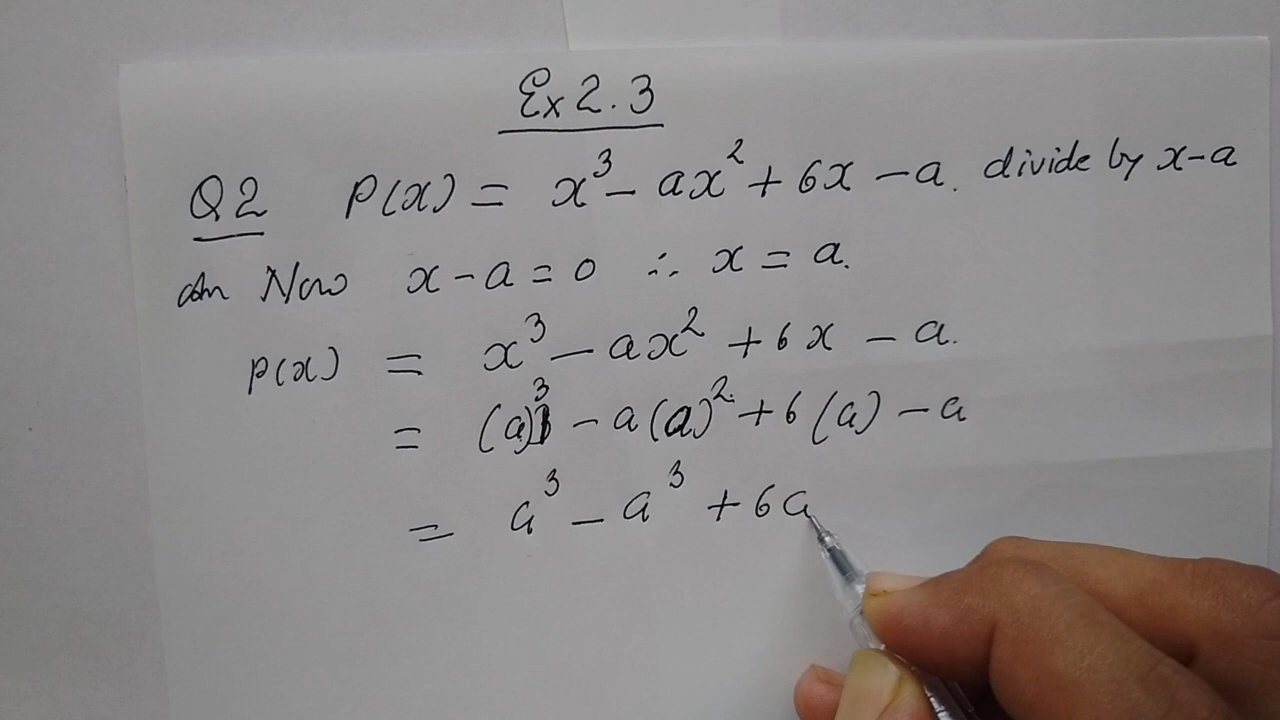 Ex 2.3
Q2 P(x) = x³ - ax² + 6x - a. divide by x-a
An Now x - a = 0 ∴ x = a.
P(x) = x³ - ax² + 6x - a.
= (a)³ - a(a)² + 6(a) - a
= a³ - a³ + 6a